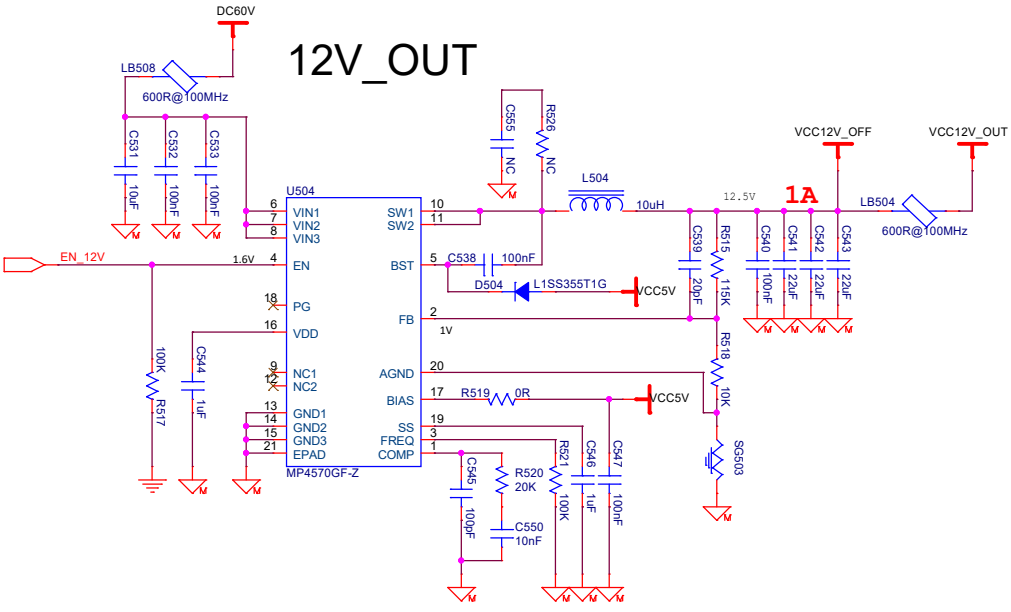 DC60V
12V_OUT
LB508
600R@100MHz
C531
10uF
C532
100nF
C533
100nF
M
M
M
C555
NC
R526
NC
M
VCC12V_OFF
VCC12V_OUT
L504
10uH
12.5V
1A
LB504
600R@100MHz
U504
6
VIN1
7
VIN2
8
VIN3
4
EN
18
PG
16
VDD
9
NC1
12
NC2
13
GND1
14
GND2
15
GND3
21
EPAD
MP4570GF-Z
SW1
10
SW2
11
BST
5
FB
2
1V
AGND
20
BIAS
17
SS
19
FREQ
3
COMP
1
EN_12V
1.6V
100K
R517
C544
1uF
M
M
C538
100nF
D504
L1SS355T1G
VCC5V
C539
20pF
R515
115K
C540
100nF
C541
22uF
C542
22uF
C543
22uF
M
M
M
M
R518
10K
SG503
M
R519
0R
VCC5V
C545
100pF
R520
20K
C550
10nF
R521
100K
C546
1uF
C547
100nF
M
M
M
M